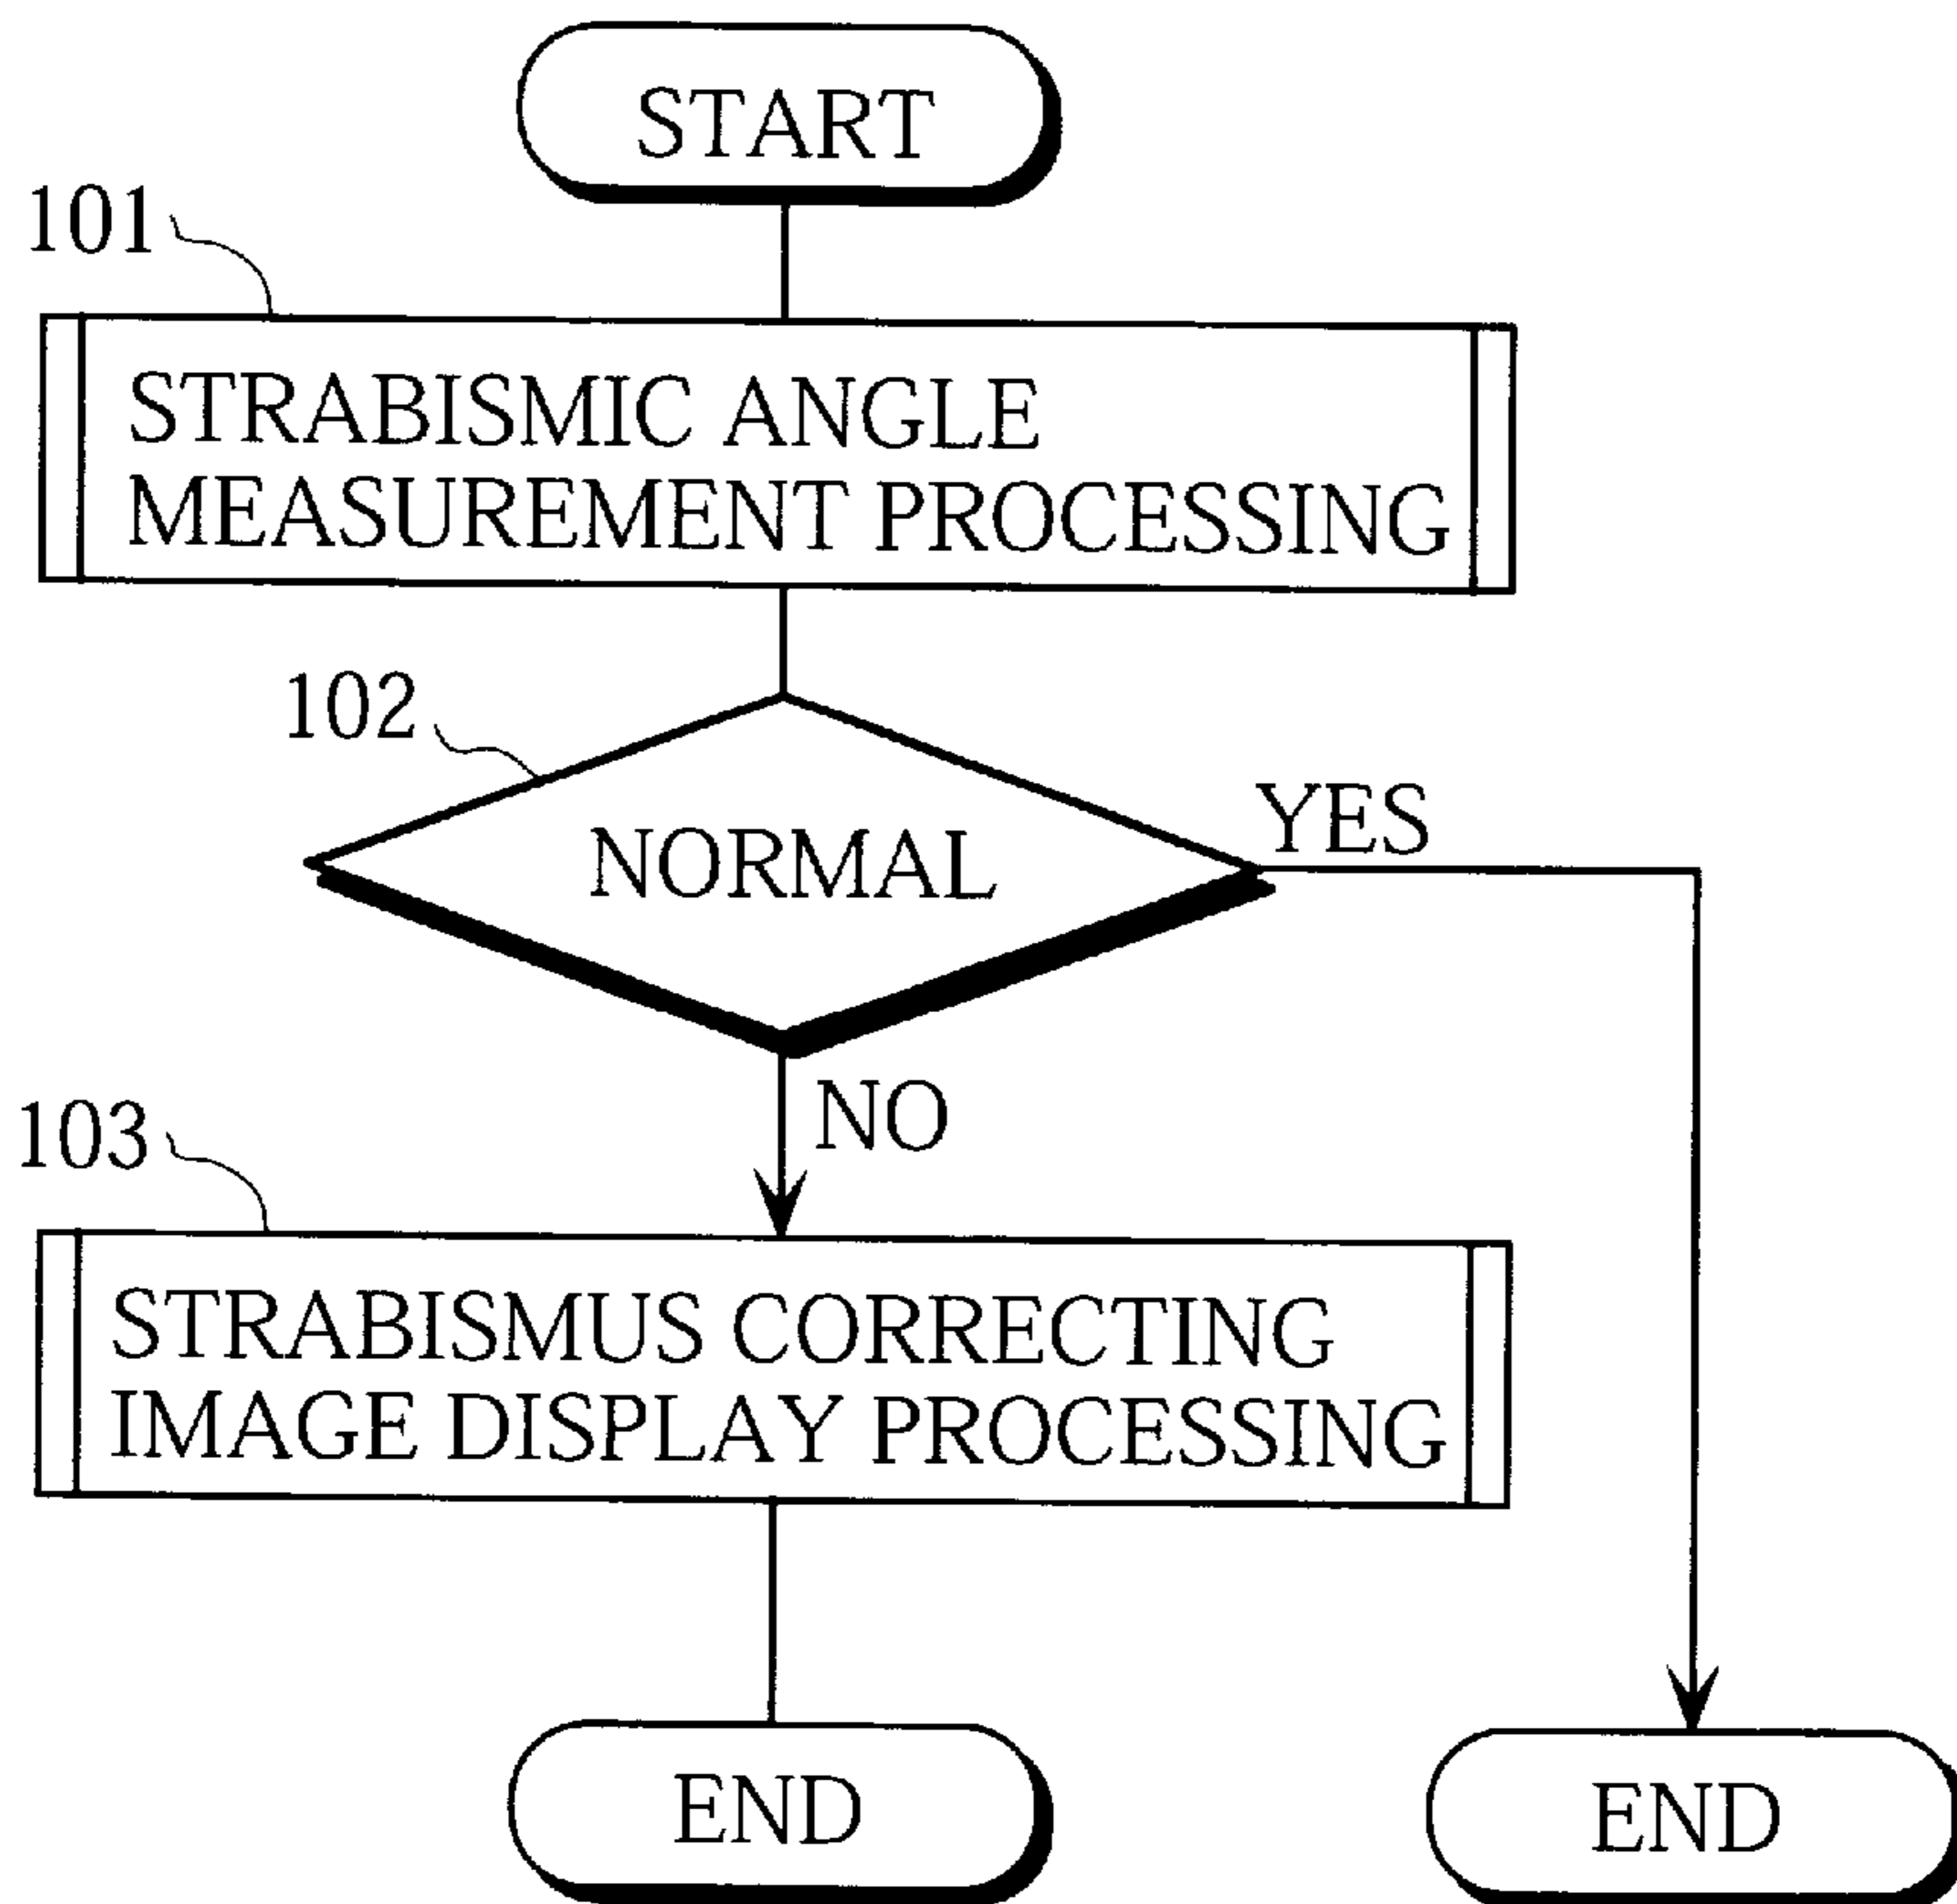 START
101
STRABISMIC ANGLE
MEASUREMENT PROCESSING
102
NORMAL
YES
NO
103
STRABISMUS CORRECTING
IMAGE DISPLAY PROCESSING
END
END